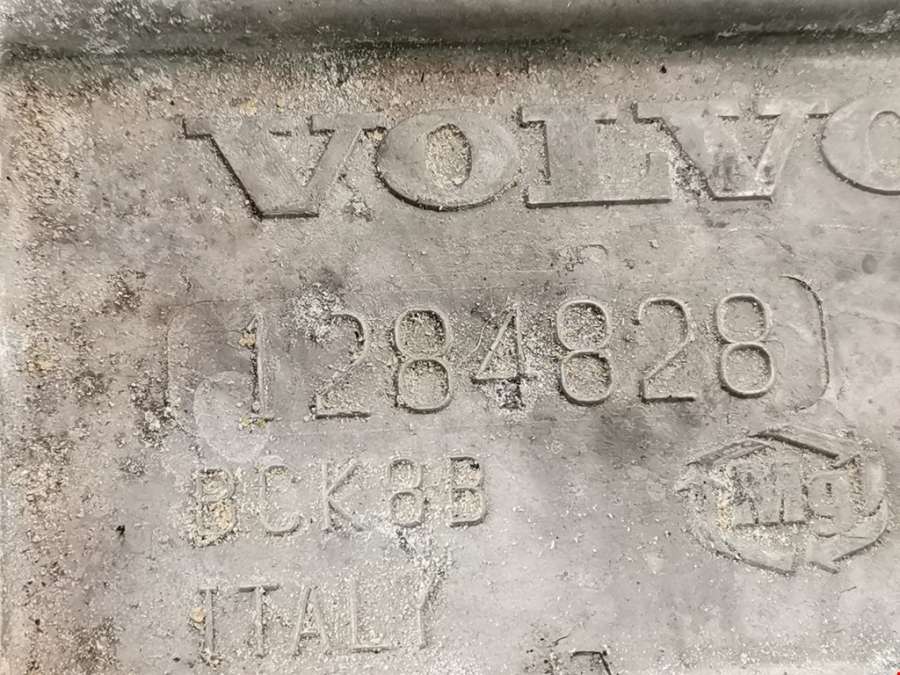 VOLVO
1284828
BCK8B
Mg
ITALY